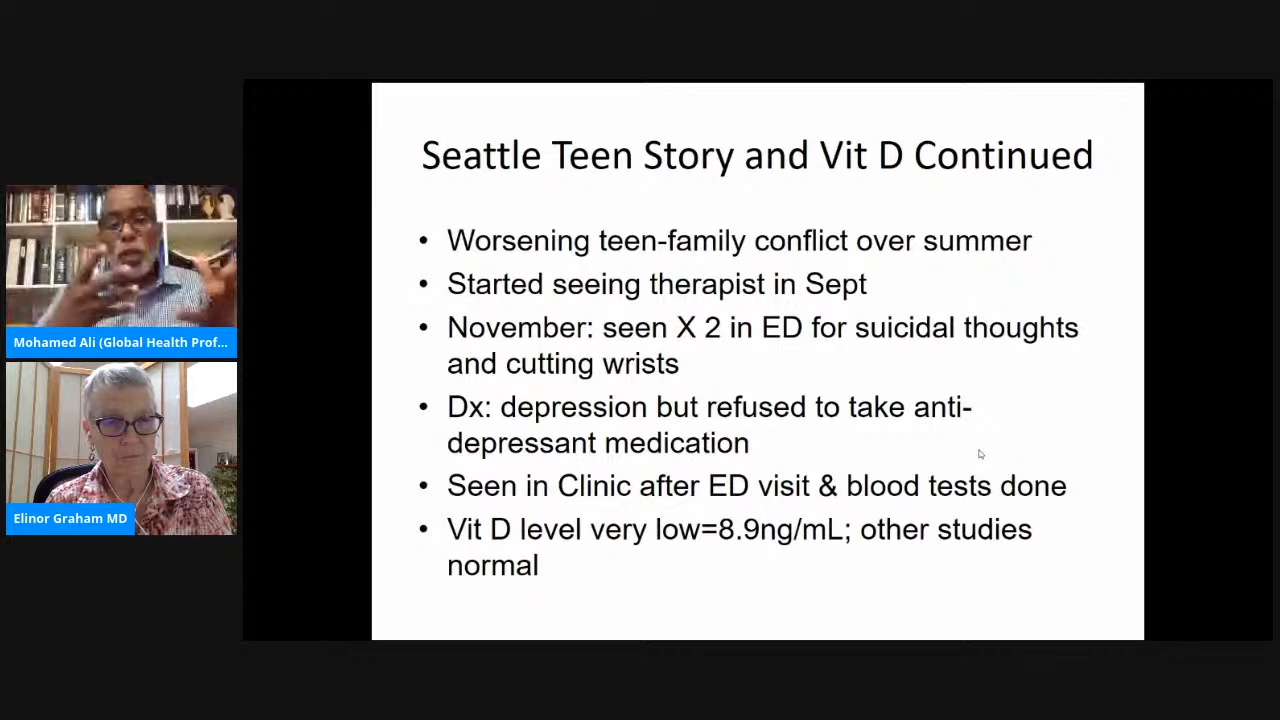 Seattle Teen Story and Vit D Continued
• Worsening teen-family conflict over summer
• Started seeing therapist in Sept
• November: seen X 2 in ED for suicidal thoughts
and cutting wrists
• Dx: depression but refused to take anti-
depressant medication
• Seen in Clinic after ED visit & blood tests done
• Vit D level very low=8.9ng/mL; other studies
normal
Mohamed Ali (Global Health Prof...
Elinor Graham MD